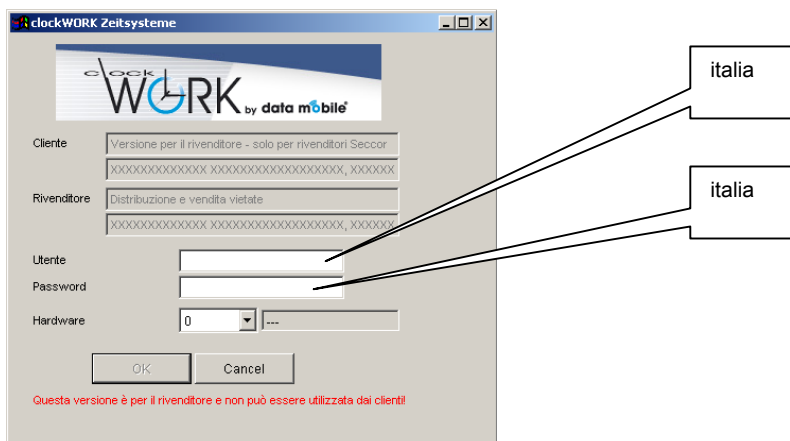 clockWORK Zeitsysteme
clock
WORK by data mobile
Cliente
Versione per il rivenditore - solo per rivenditori Seccor
XXXXXXXXXXXXX XXXXXXXXXXXXXXXXXX, XXXXXX
Rivenditore
Distribuzione e vendita vietate
XXXXXXXXXXXXX XXXXXXXXXXXXXXXXXX, XXXXXX
Utente
italia
Password
italia
Hardware
0
---
OK
Cancel
Questa versione è per il rivenditore e non può essere utilizzata dai clienti!